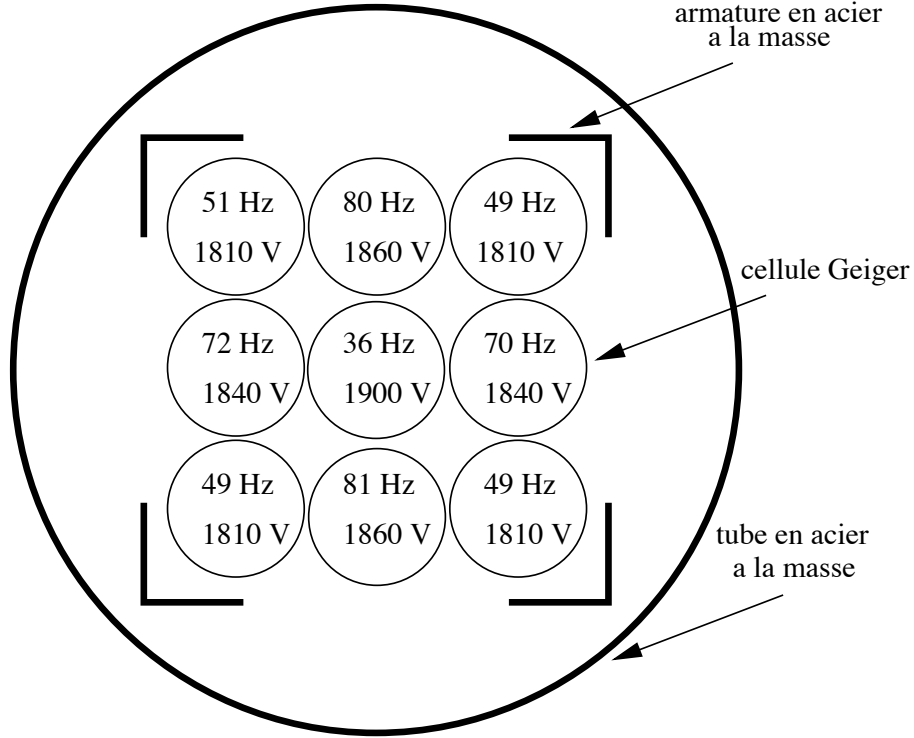 armature en acier
a la masse
51 Hz
1810 V
80 Hz
1860 V
49 Hz
1810 V
cellule Geiger
72 Hz
1840 V
36 Hz
1900 V
70 Hz
1840 V
49 Hz
1810 V
81 Hz
1860 V
49 Hz
1810 V
tube en acier
a la masse